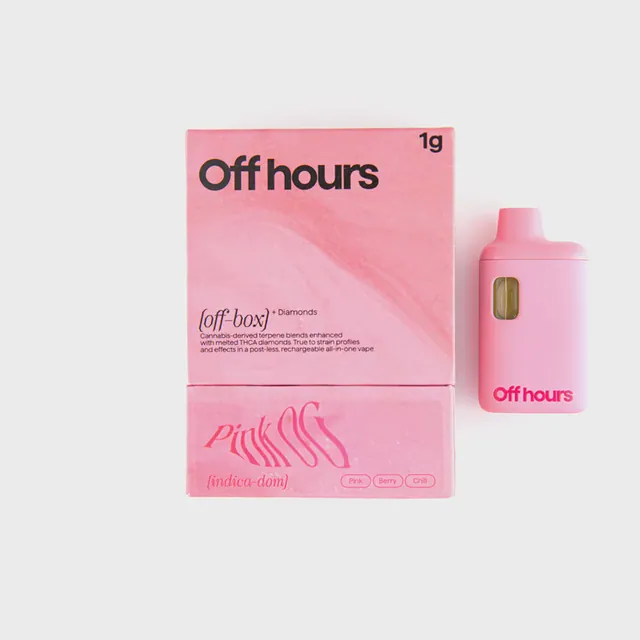 1g
Off hours
{off-box} + Diamonds
Cannabis-derived terpene blends enhanced
with melted THCA diamonds. True to strain profiles
and effects in a post-less, rechargeable all-in-one vape.
Pink OG
{indica-dom}
Pink Berry Chill
Off hours